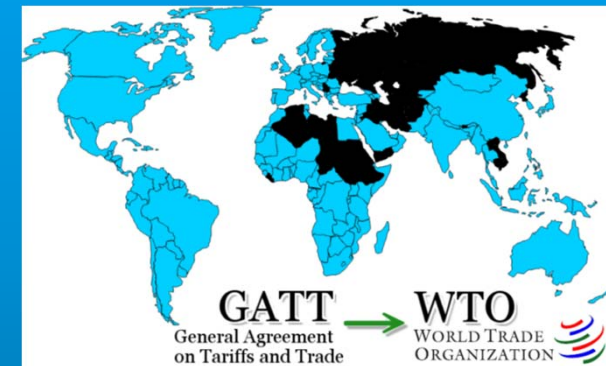 GATT
General Agreement
on Tariffs and Trade
WTO
WORLD TRADE
ORGANIZATION